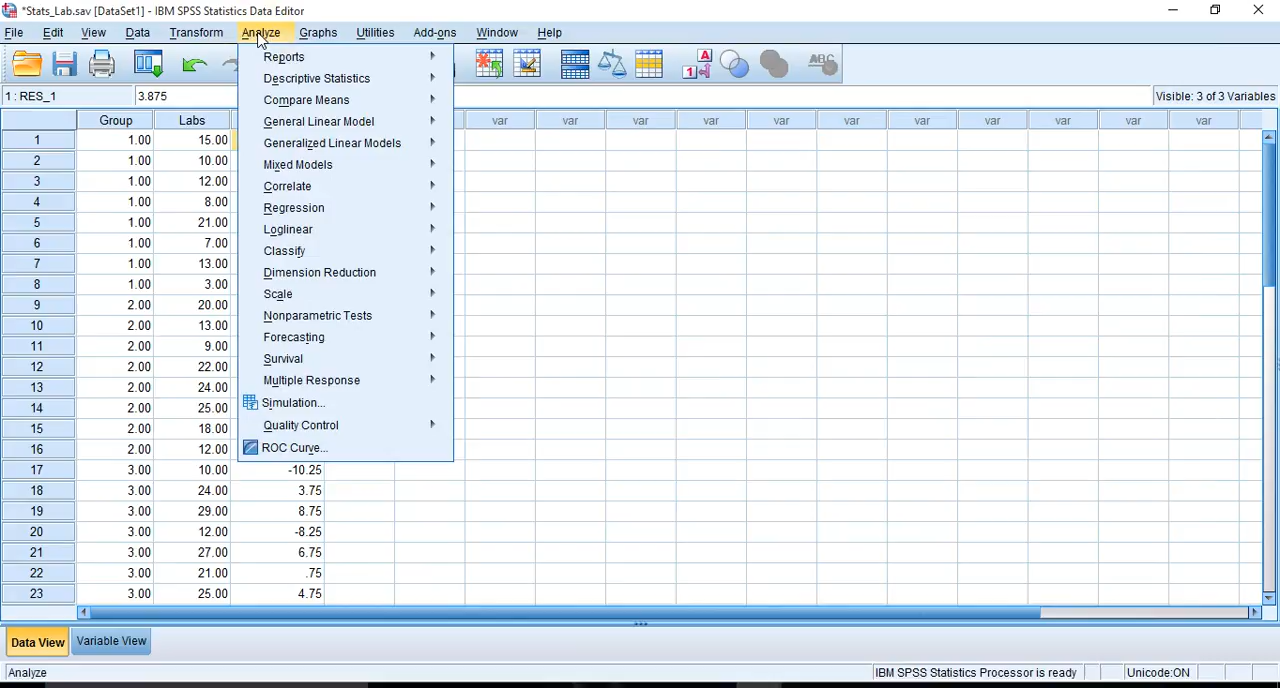 *Stats_Lab.sav [DataSet1] - IBM SPSS Statistics Data Editor
File Edit View Data Transform Analyze Graphs Utilities Add-ons Window Help
1 : RES_1 3.875 Visible: 3 of 3 Variables
Reports
Descriptive Statistics
Compare Means
General Linear Model
Generalized Linear Models
Mixed Models
Correlate
Regression
Loglinear
Classify
Dimension Reduction
Scale
Nonparametric Tests
Forecasting
Survival
Multiple Response
Simulation...
Quality Control
ROC Curve...
Group Labs var var var var var var var var var var var
1 1.00 15.00
2 1.00 10.00
3 1.00 12.00
4 1.00 8.00
5 1.00 21.00
6 1.00 7.00
7 1.00 13.00
8 1.00 3.00
9 2.00 20.00
10 2.00 13.00
11 2.00 9.00
12 2.00 22.00
13 2.00 24.00
14 2.00 25.00
15 2.00 18.00
16 2.00 12.00
17 3.00 10.00 -10.25
18 3.00 24.00 3.75
19 3.00 29.00 8.75
20 3.00 12.00 -8.25
21 3.00 27.00 6.75
22 3.00 21.00 .75
23 3.00 25.00 4.75
Data View Variable View
Analyze IBM SPSS Statistics Processor is ready Unicode:ON